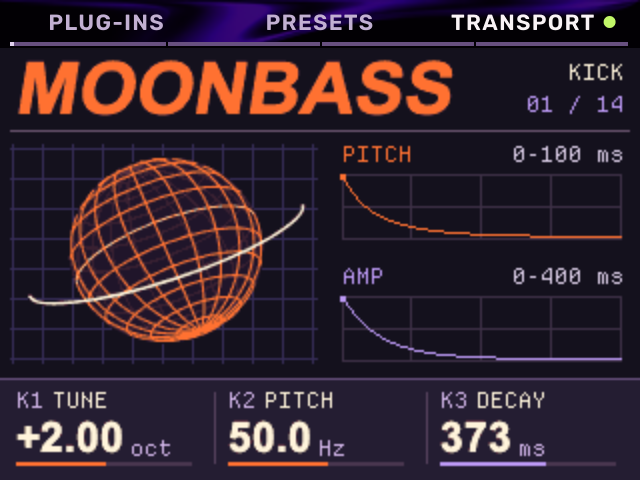 PLUG-INS PRESETS TRANSPORT
MOONBASS
KICK
01 / 14
PITCH 0-100 ms
AMP 0-400 ms
K1 TUNE K2 PITCH K3 DECAY
+2.00 oct 50.0 Hz 373 ms